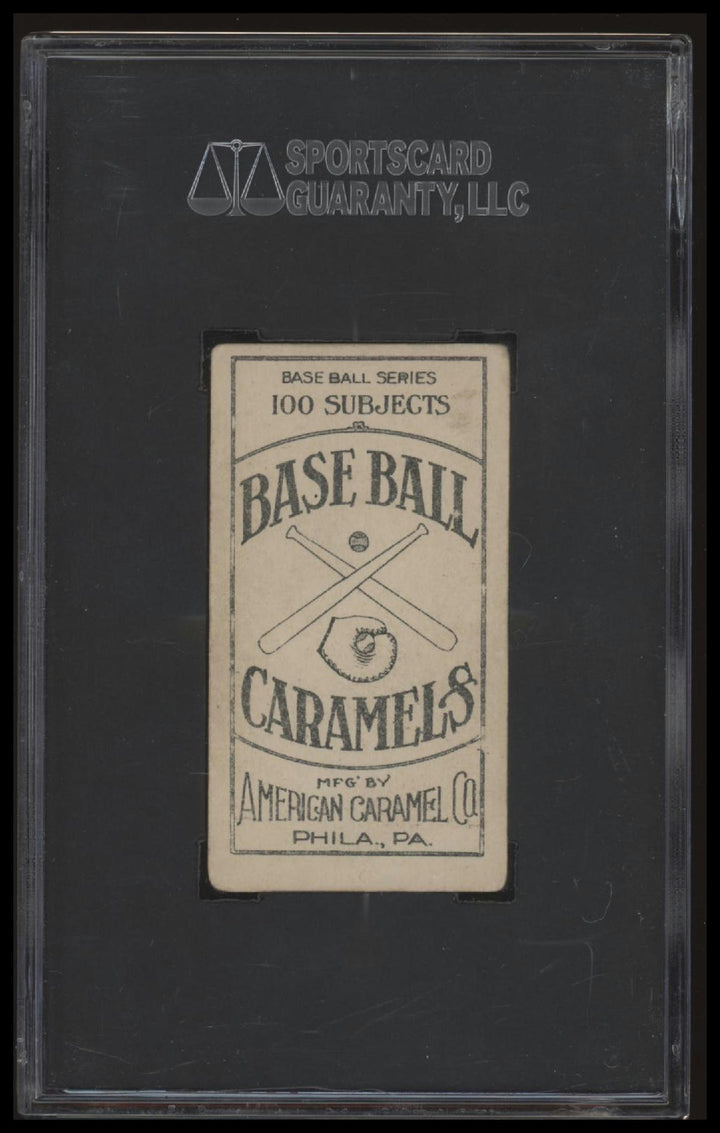 SPORTSCARD
GUARANTY, LLC
BASE BALL SERIES
100 SUBJECTS
BASE BALL
CARAMELS
MFG' BY
AMERICAN CARAMEL CO.
PHILA., PA.